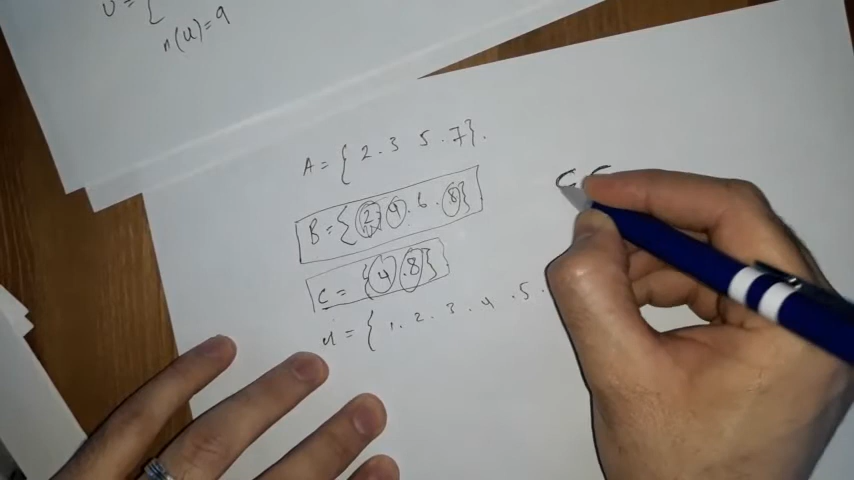 U = {
n(u)=9
A = { 2 . 3 5 . 7 } .
B = { 2 4 . 6 . 8 }
C = { 4 . 8 }
u = { 1 . 2 . 3 . 4 . 5 .
C C